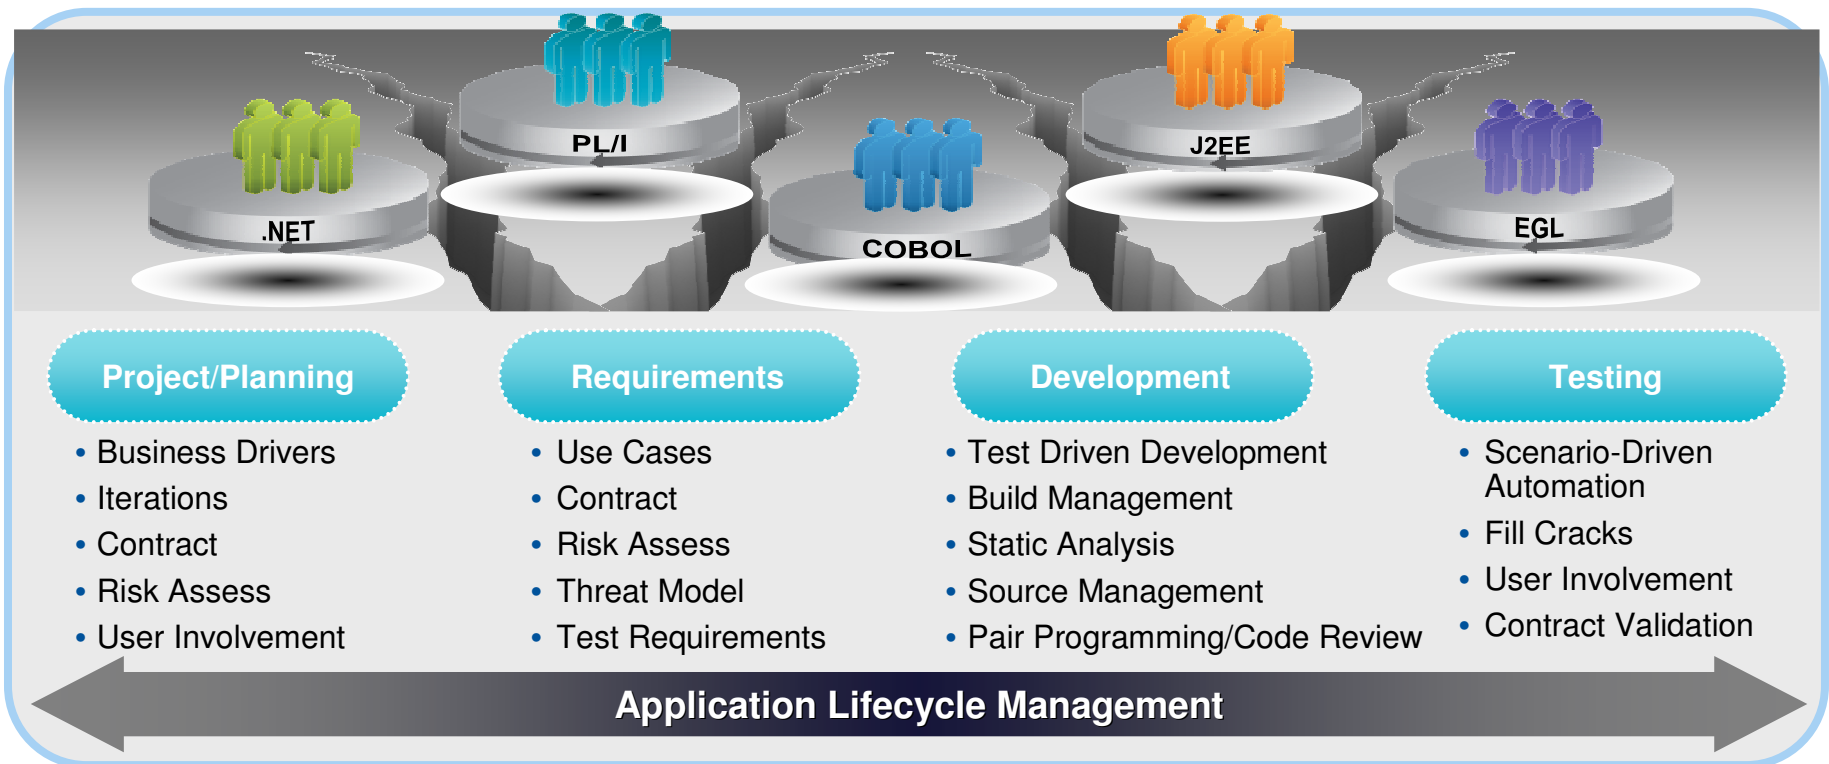 PL/I
J2EE
.NET
COBOL
EGL
Project/Planning
• Business Drivers
• Iterations
• Contract
• Risk Assess
• User Involvement
Requirements
• Use Cases
• Contract
• Risk Assess
• Threat Model
• Test Requirements
Development
• Test Driven Development
• Build Management
• Static Analysis
• Source Management
• Pair Programming/Code Review
Testing
• Scenario-Driven
Automation
• Fill Cracks
• User Involvement
• Contract Validation
Application Lifecycle Management